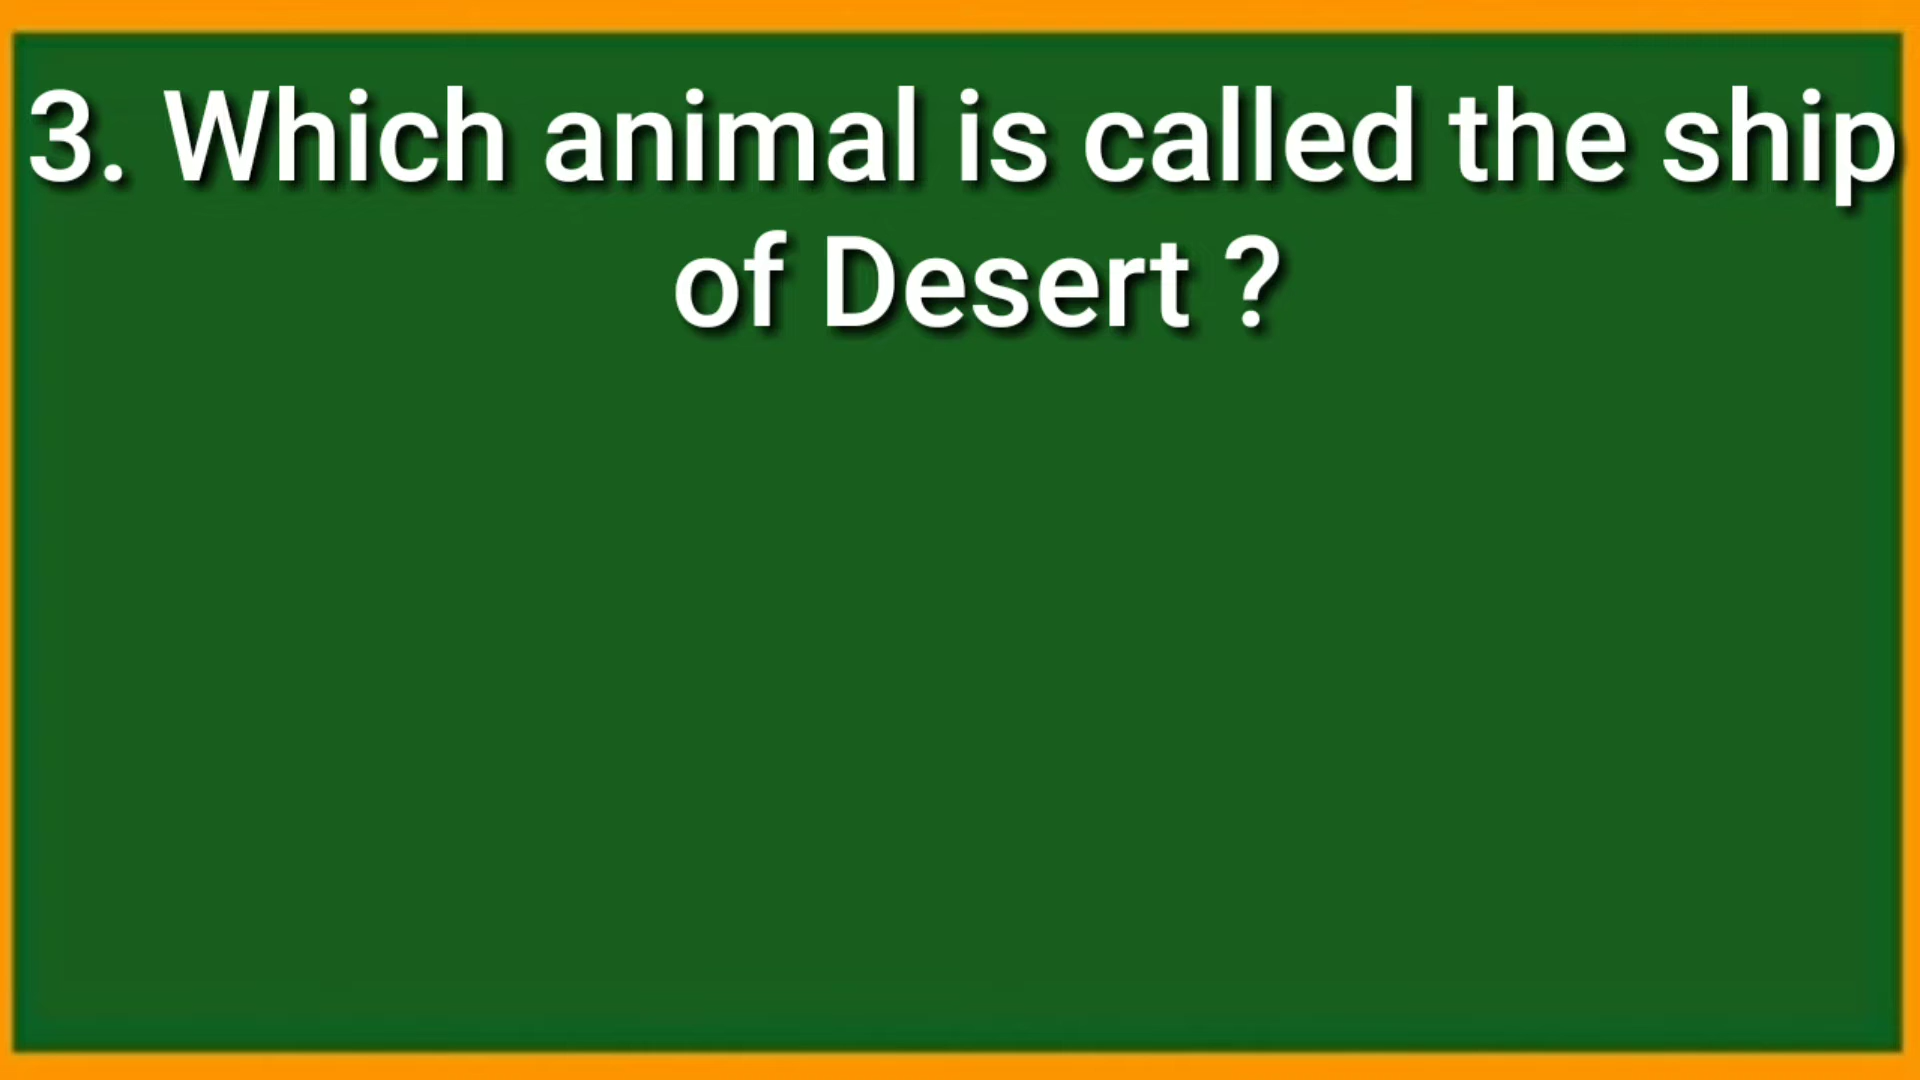 3. Which animal is called the ship
of Desert ?